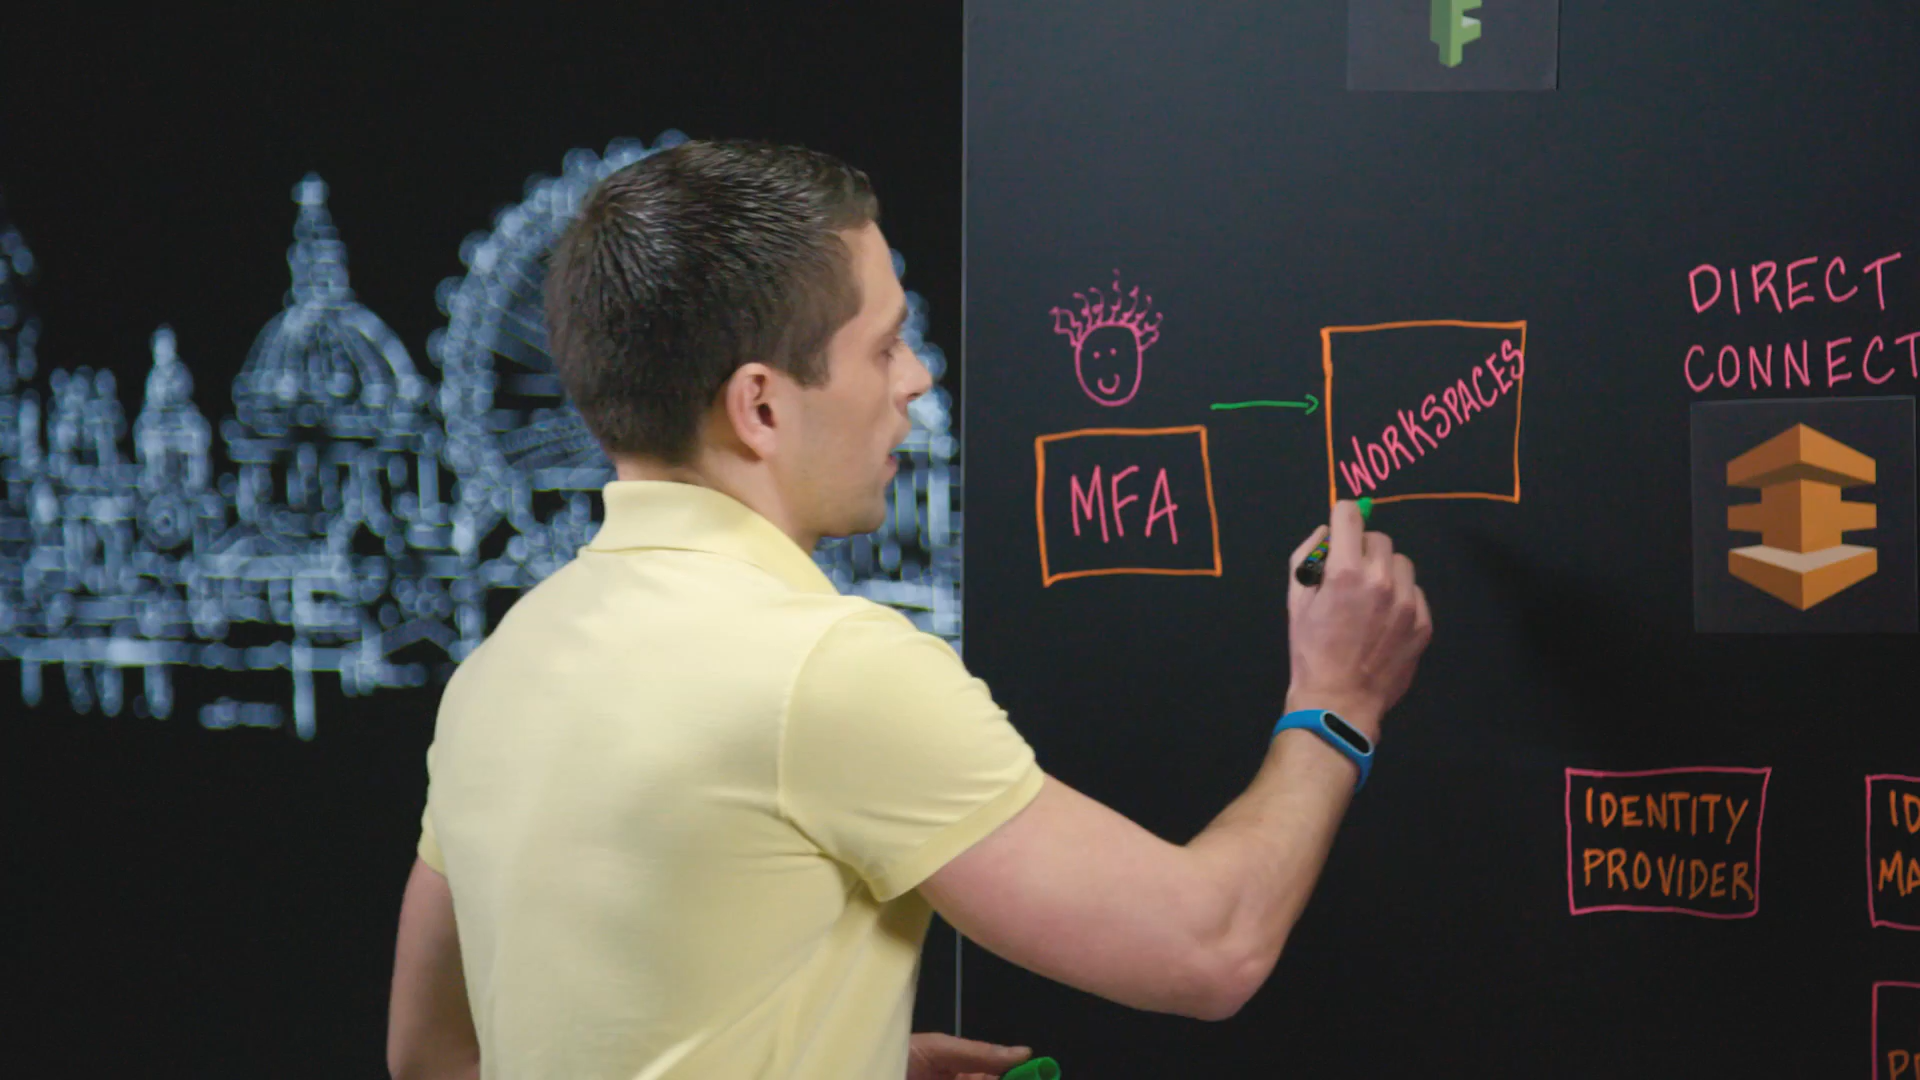 DIRECT
CONNECT
WORKSPACES
MFA
IDENTITY
PROVIDER